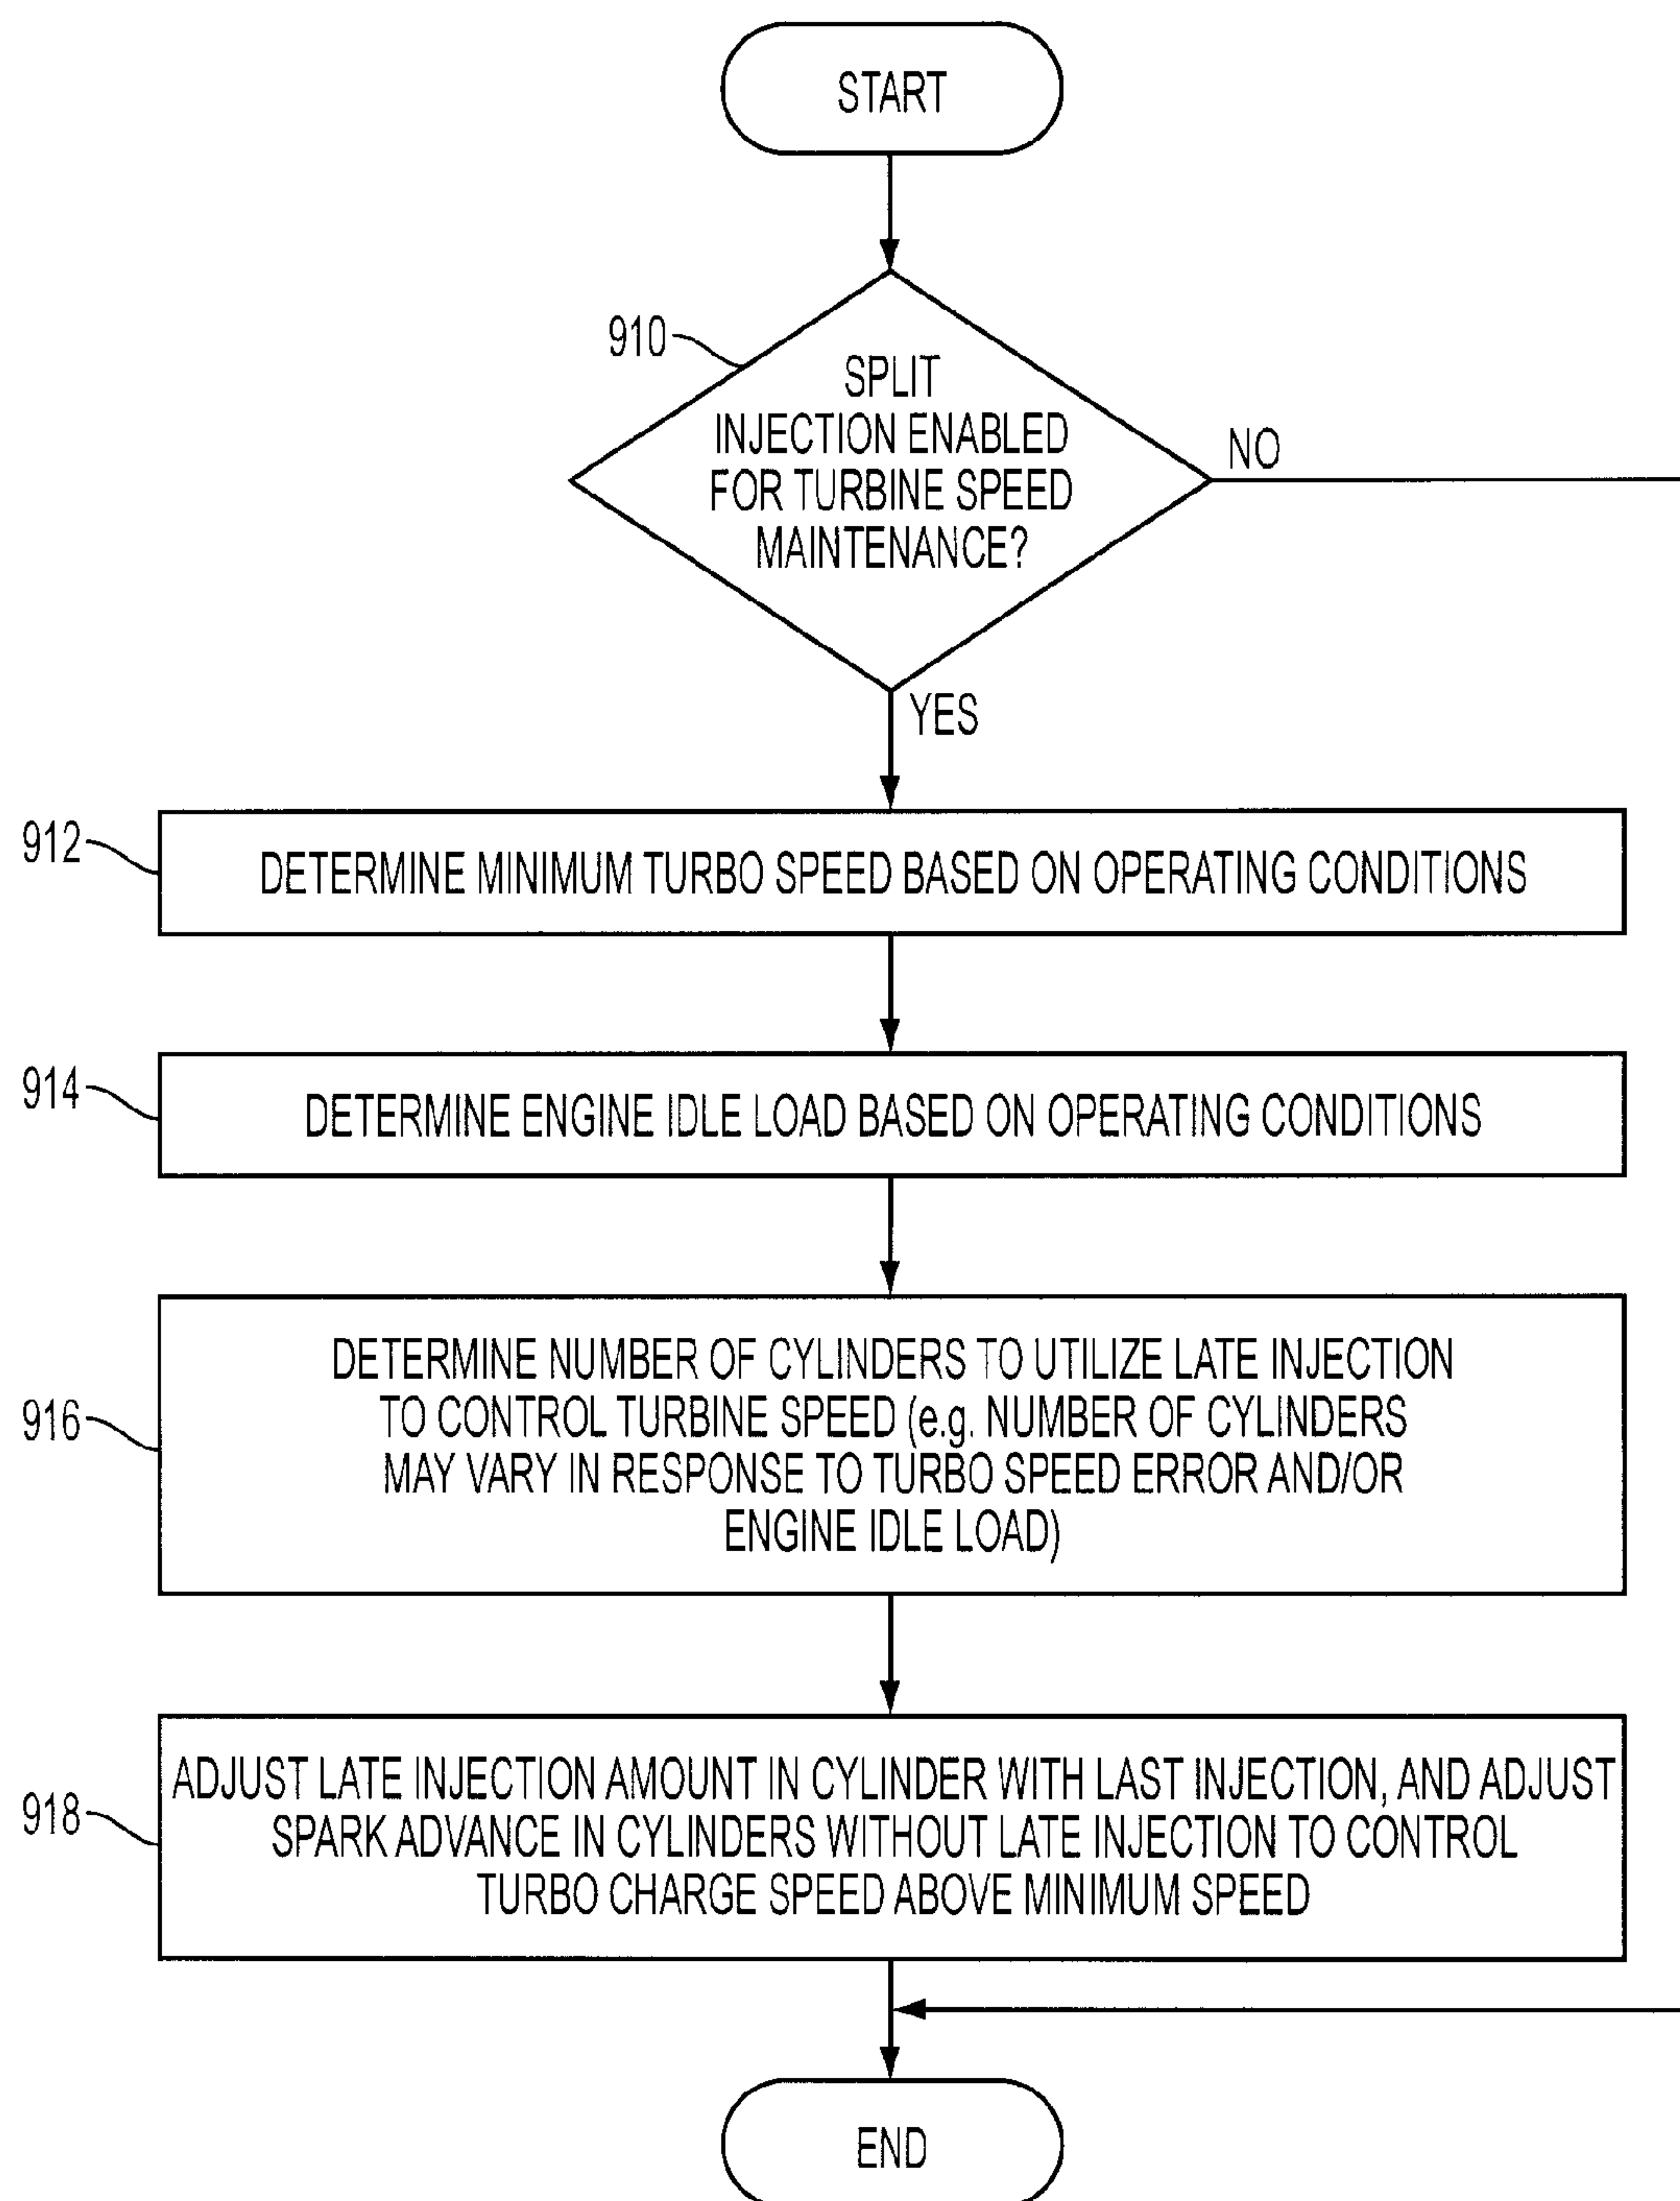 START
910
SPLIT
INJECTION ENABLED
FOR TURBINE SPEED
MAINTENANCE?
NO
YES
912
DETERMINE MINIMUM TURBO SPEED BASED ON OPERATING CONDITIONS
914
DETERMINE ENGINE IDLE LOAD BASED ON OPERATING CONDITIONS
916
DETERMINE NUMBER OF CYLINDERS TO UTILIZE LATE INJECTION
TO CONTROL TURBINE SPEED (e.g. NUMBER OF CYLINDERS
MAY VARY IN RESPONSE TO TURBO SPEED ERROR AND/OR
ENGINE IDLE LOAD)
918
ADJUST LATE INJECTION AMOUNT IN CYLINDER WITH LAST INJECTION, AND ADJUST
SPARK ADVANCE IN CYLINDERS WITHOUT LATE INJECTION TO CONTROL
TURBO CHARGE SPEED ABOVE MINIMUM SPEED
END